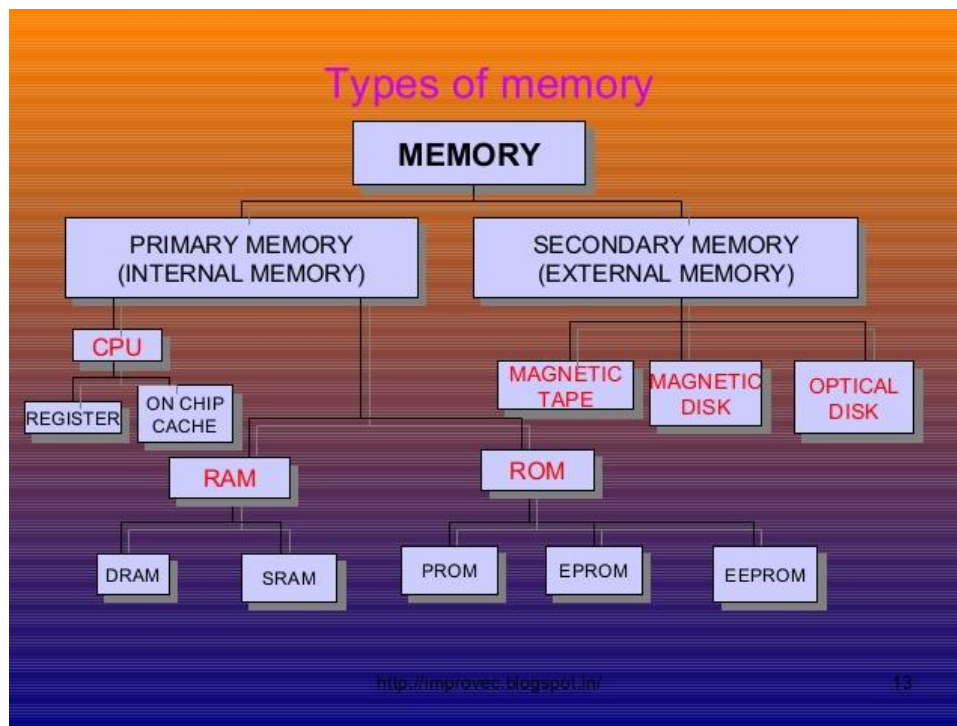 Types of memory
MEMORY
PRIMARY MEMORY
(INTERNAL MEMORY)
SECONDARY MEMORY
(EXTERNAL MEMORY)
CPU
REGISTER
ON CHIP
CACHE
MAGNETIC
TAPE
MAGNETIC
DISK
OPTICAL
DISK
RAM
ROM
DRAM
SRAM
PROM
EPROM
EEPROM
http://improvec.blogspot.in/
13